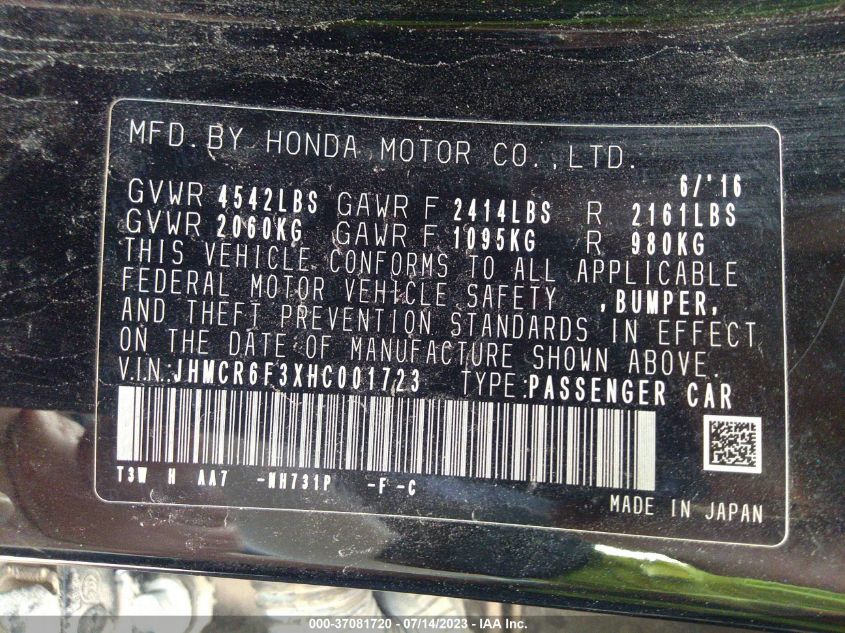 MFD. BY HONDA MOTOR CO., LTD.
6/'16
GVWR 4542LBS GAWR F 2414LBS R 2161LBS
GVWR 2060KG GAWR F 1095KG R 980KG
THIS VEHICLE CONFORMS TO ALL APPLICABLE
FEDERAL MOTOR VEHICLE SAFETY ,BUMPER,
AND THEFT PREVENTION STANDARDS IN EFFECT
ON THE DATE OF MANUFACTURE SHOWN ABOVE.
VIN:JHMCR6F3XHC001723 TYPE:PASSENGER CAR
T3W H AA7 -NH731P -F -C
MADE IN JAPAN
000-37081720 - 07/14/2023 - IAA Inc.